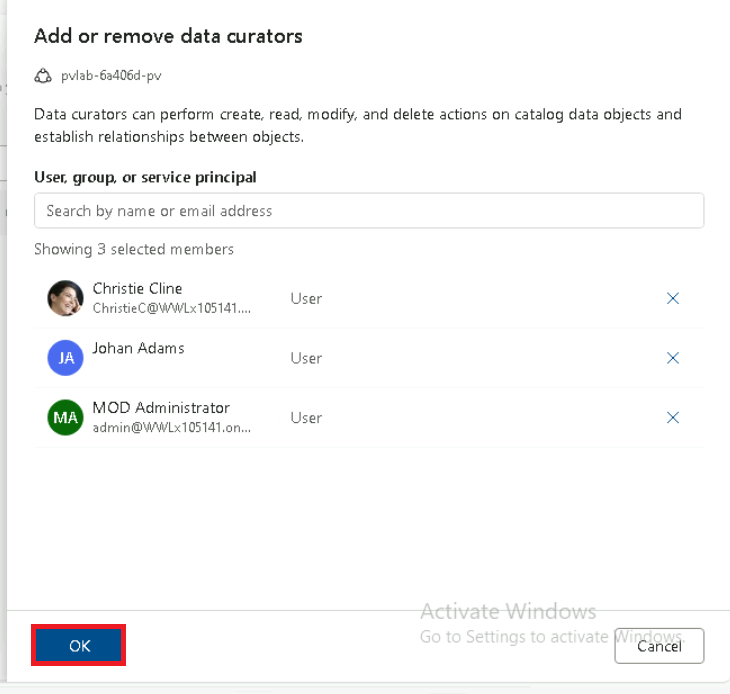 Add or remove data curators
pvlab-6a406d-pv
Data curators can perform create, read, modify, and delete actions on catalog data objects and
establish relationships between objects.
User, group, or service principal
Search by name or email address
Showing 3 selected members
Christie Cline
ChristieC@WWLx105141....
User
JA
Johan Adams
User
MA
MOD Administrator
admin@WWLx105141.on...
User
Activate Windows
Go to Settings to activate Windows.
OK
Cancel